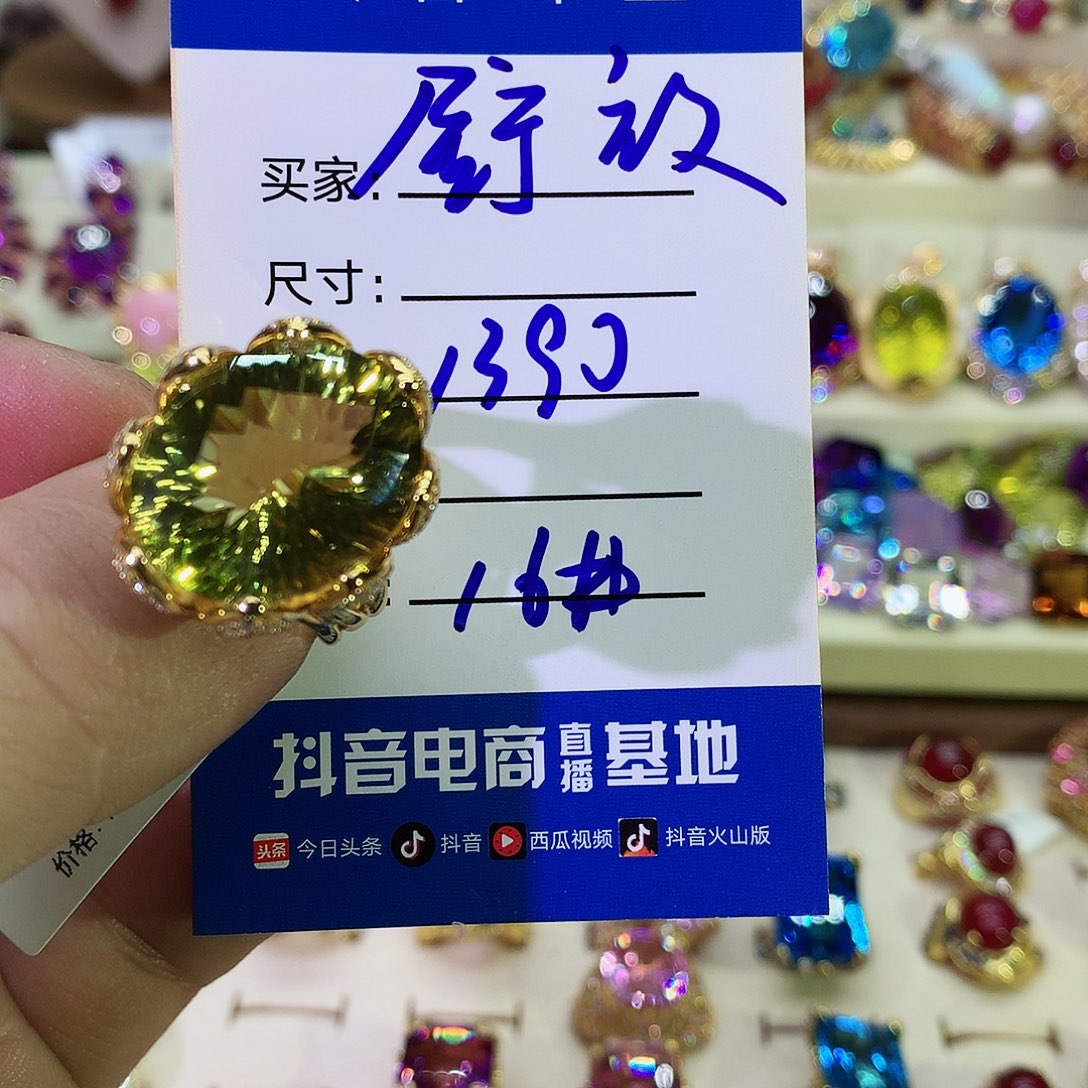 买家:
尺寸:
1390
16#
抖音电商直播基地
今日头条 抖音 西瓜视频 抖音火山版
头条
价格: